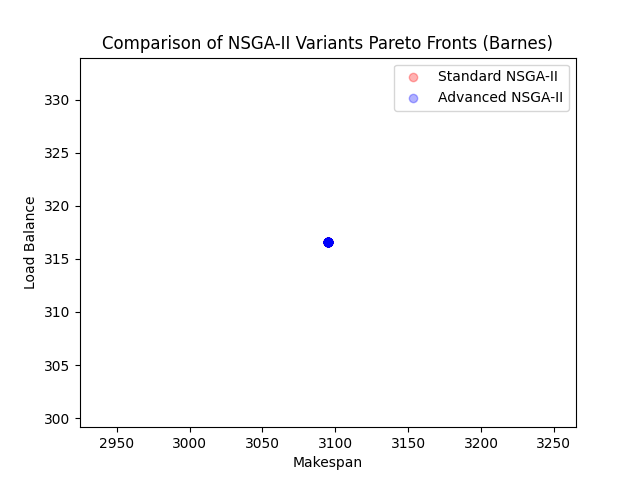 Comparison of NSGA-II Variants Pareto Fronts (Barnes)
Standard NSGA-II
Advanced NSGA-II
330
325
320
315
310
305
300
Load Balance
2950 3000 3050 3100 3150 3200 3250
Makespan